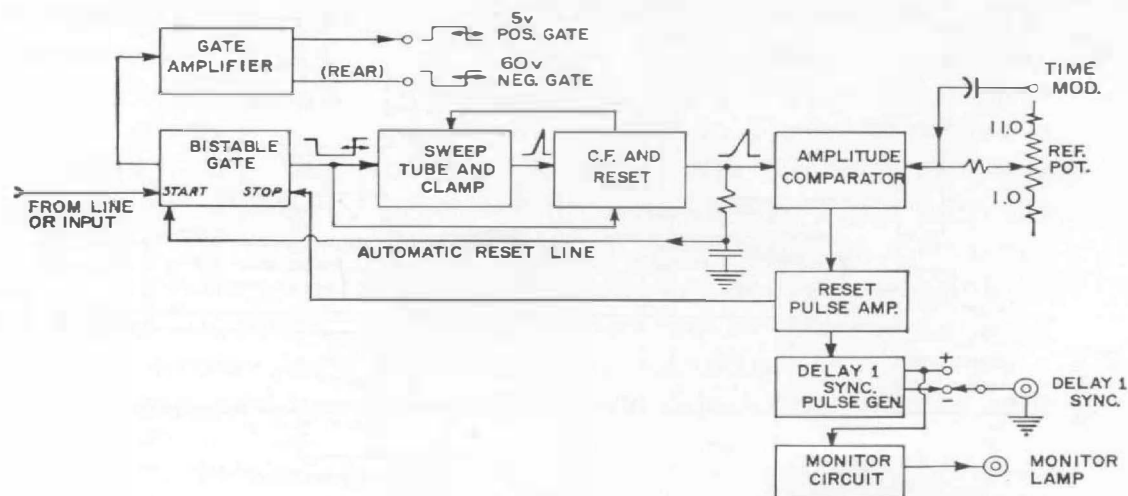 GATE
AMPLIFIER
5v
POS. GATE
(REAR)
60v
NEG. GATE
TIME
MOD.
11.0
REF.
POT.
1.0
BISTABLE
GATE
START STOP
SWEEP
TUBE AND
CLAMP
C.F. AND
RESET
AMPLITUDE
COMPARATOR
FROM LINE
OR INPUT
AUTOMATIC RESET LINE
RESET
PULSE AMP.
DELAY 1
SYNC.
PULSE GEN.
+
-
DELAY 1
SYNC.
MONITOR
CIRCUIT
MONITOR
LAMP